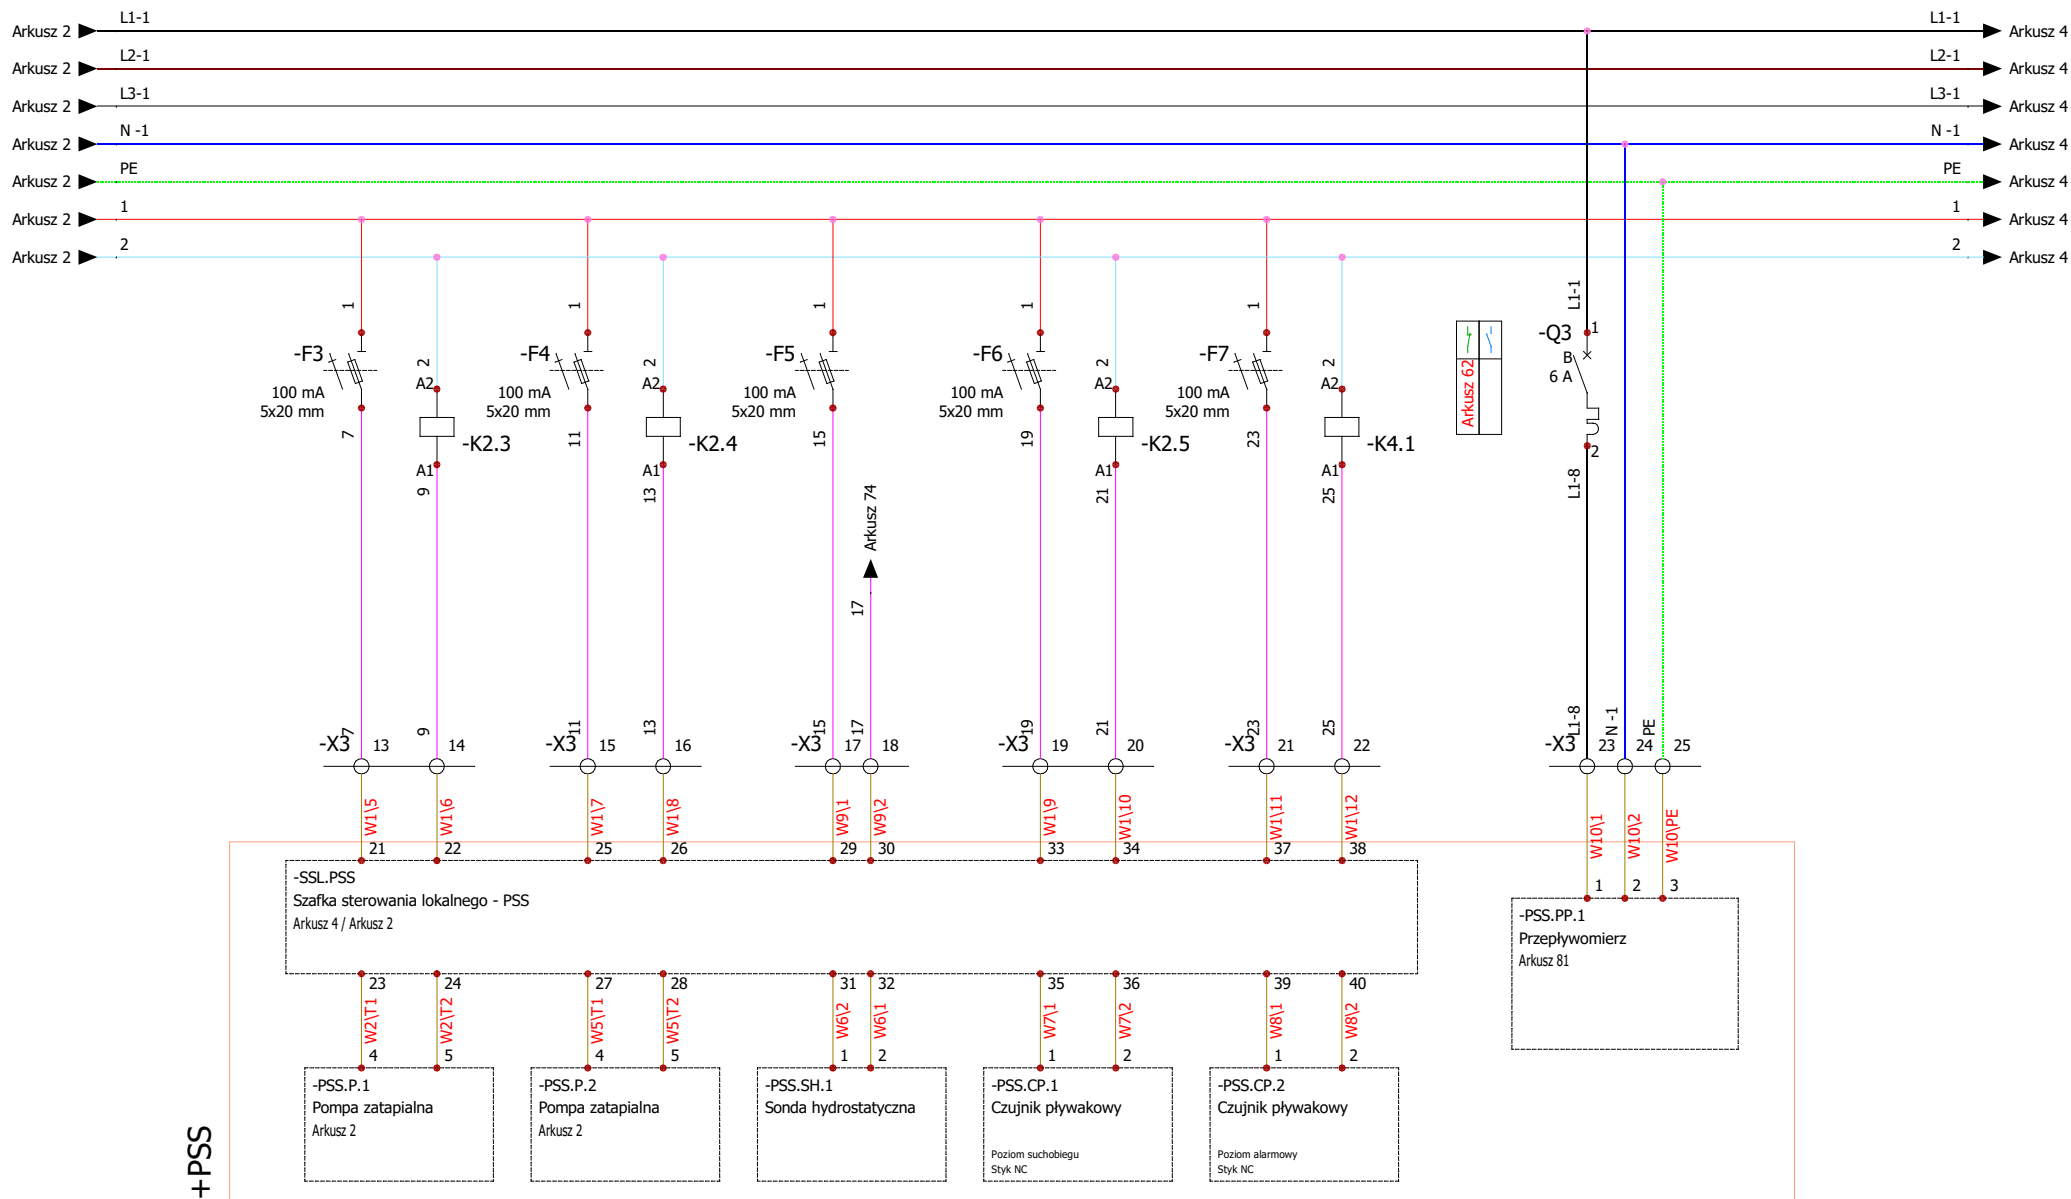 Arkusz 2 L1-1 L1-1 Arkusz 4
Arkusz 2 L2-1 L2-1 Arkusz 4
Arkusz 2 L3-1 L3-1 Arkusz 4
Arkusz 2 N -1 N -1 Arkusz 4
Arkusz 2 PE PE Arkusz 4
Arkusz 2 1 1 Arkusz 4
Arkusz 2 2 2 Arkusz 4
1 1 1 1 1 L1-1
-Q3 1
B
6 A
2
L1-8
-F3
100 mA
5x20 mm
7
2
A2
-K2.3
A1
9
-F4
100 mA
5x20 mm
11
2
A2
-K2.4
A1
13
-F5
100 mA
5x20 mm
15
Arkusz 74
17
-F6
100 mA
5x20 mm
19
2
A2
-K2.5
A1
21
-F7
100 mA
5x20 mm
23
2
A2
-K4.1
A1
25
Arkusz 62
7 9 11 13 15 17 19 21 23 25 L1-8 N -1 PE
-X3 13 14 -X3 15 16 -X3 17 18 -X3 19 20 -X3 21 22 -X3 23 24 25
W1\5 W1\6 W1\7 W1\8 W9\1 W9\2 W1\9 W1\10 W1\11 W1\12 W10\1 W10\2 W10\PE
21 22 25 26 29 30 33 34 37 38
1 2 3
-SSL.PSS
Szafka sterowania lokalnego - PSS
Arkusz 4 / Arkusz 2
-PSS.PP.1
Przepływomierz
Arkusz 81
23 24 27 28 31 32 35 36 39 40
W2\T1 W2\T2 W5\T1 W5\T2 W6\2 W6\1 W7\1 W7\2 W8\1 W8\2
4 5 4 5 1 2 1 2 1 2
-PSS.P.1
Pompa zatapialna
Arkusz 2
-PSS.P.2
Pompa zatapialna
Arkusz 2
-PSS.SH.1
Sonda hydrostatyczna
-PSS.CP.1
Czujnik pływakowy
Poziom suchobiegu
Styk NC
-PSS.CP.2
Czujnik pływakowy
Poziom alarmowy
Styk NC
+PSS